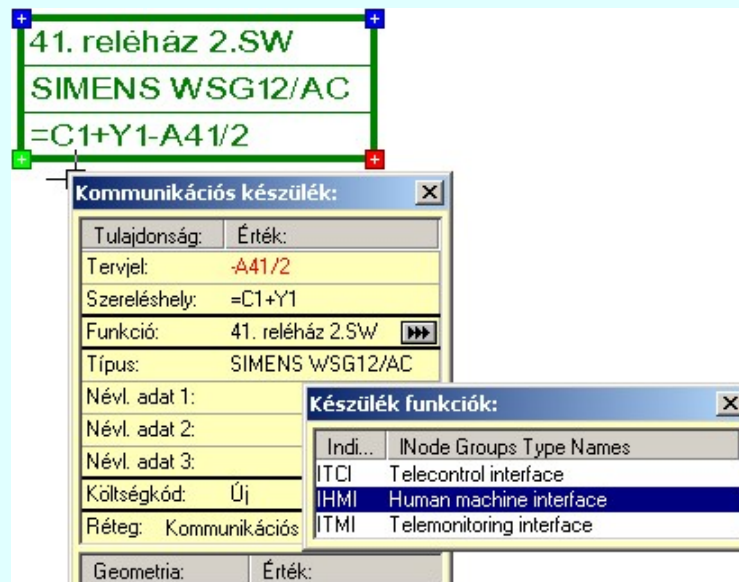 41. reléház 2.SW
SIMENS WSG12/AC
=C1+Y1-A41/2
Kommunikációs készülék:
Tulajdonság: Érték:
Tervjel: -A41/2
Szereléshely: =C1+Y1
Funkció: 41. reléház 2.SW
Típus: SIMENS WSG12/AC
Névl. adat 1:
Névl. adat 2:
Névl. adat 3:
Költségkód: Új
Réteg: Kommunikációs
Geometria: Érték:
Készülék funkciók:
Indi... lNode Groups Type Names
ITCI Telecontrol interface
IHMI Human machine interface
ITMI Telemonitoring interface